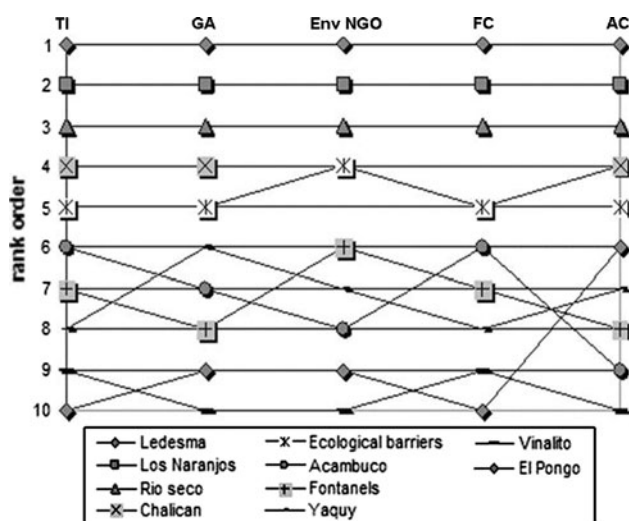 TI GA Env NGO FC AC
1
2
3
4
5
6
7
8
9
10
rank order
Ledesma Ecological barriers Vinalito
Los Naranjos Acambuco El Pongo
Rio seco Fontanels
Chalican Yaquy